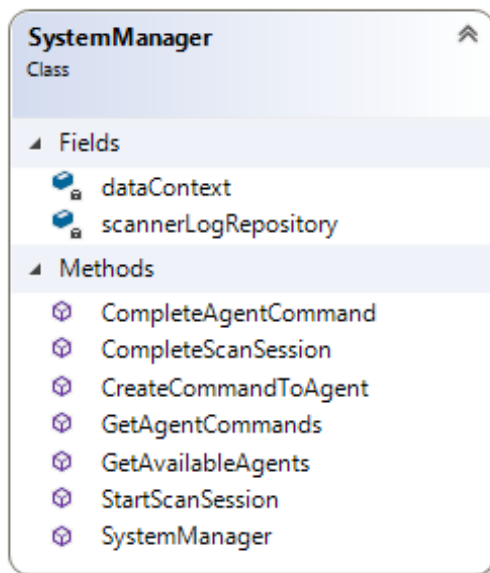 SystemManager
Class
Fields
dataContext
scannerLogRepository
Methods
CompleteAgentCommand
CompleteScanSession
CreateCommandToAgent
GetAgentCommands
GetAvailableAgents
StartScanSession
SystemManager